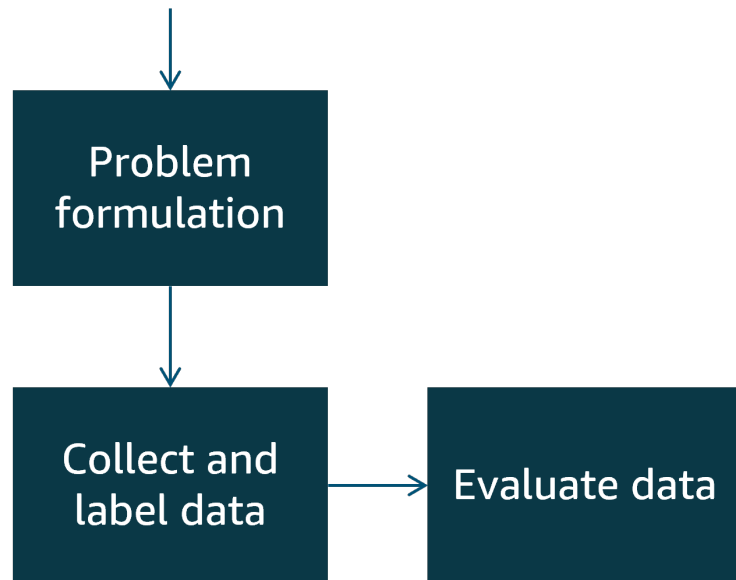 Problem
formulation
Collect and
label data
Evaluate data